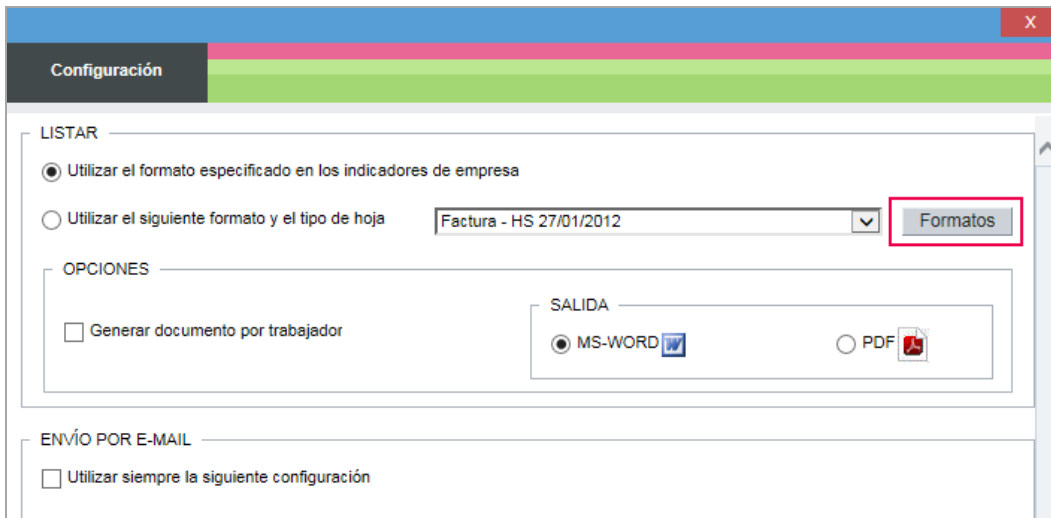 X
Configuración
LISTAR
Utilizar el formato especificado en los indicadores de empresa
Utilizar el siguiente formato y el tipo de hoja Factura - HS 27/01/2012 Formatos
OPCIONES
SALIDA
Generar documento por trabajador
MS-WORD W PDF
ENVÍO POR E-MAIL
Utilizar siempre la siguiente configuración